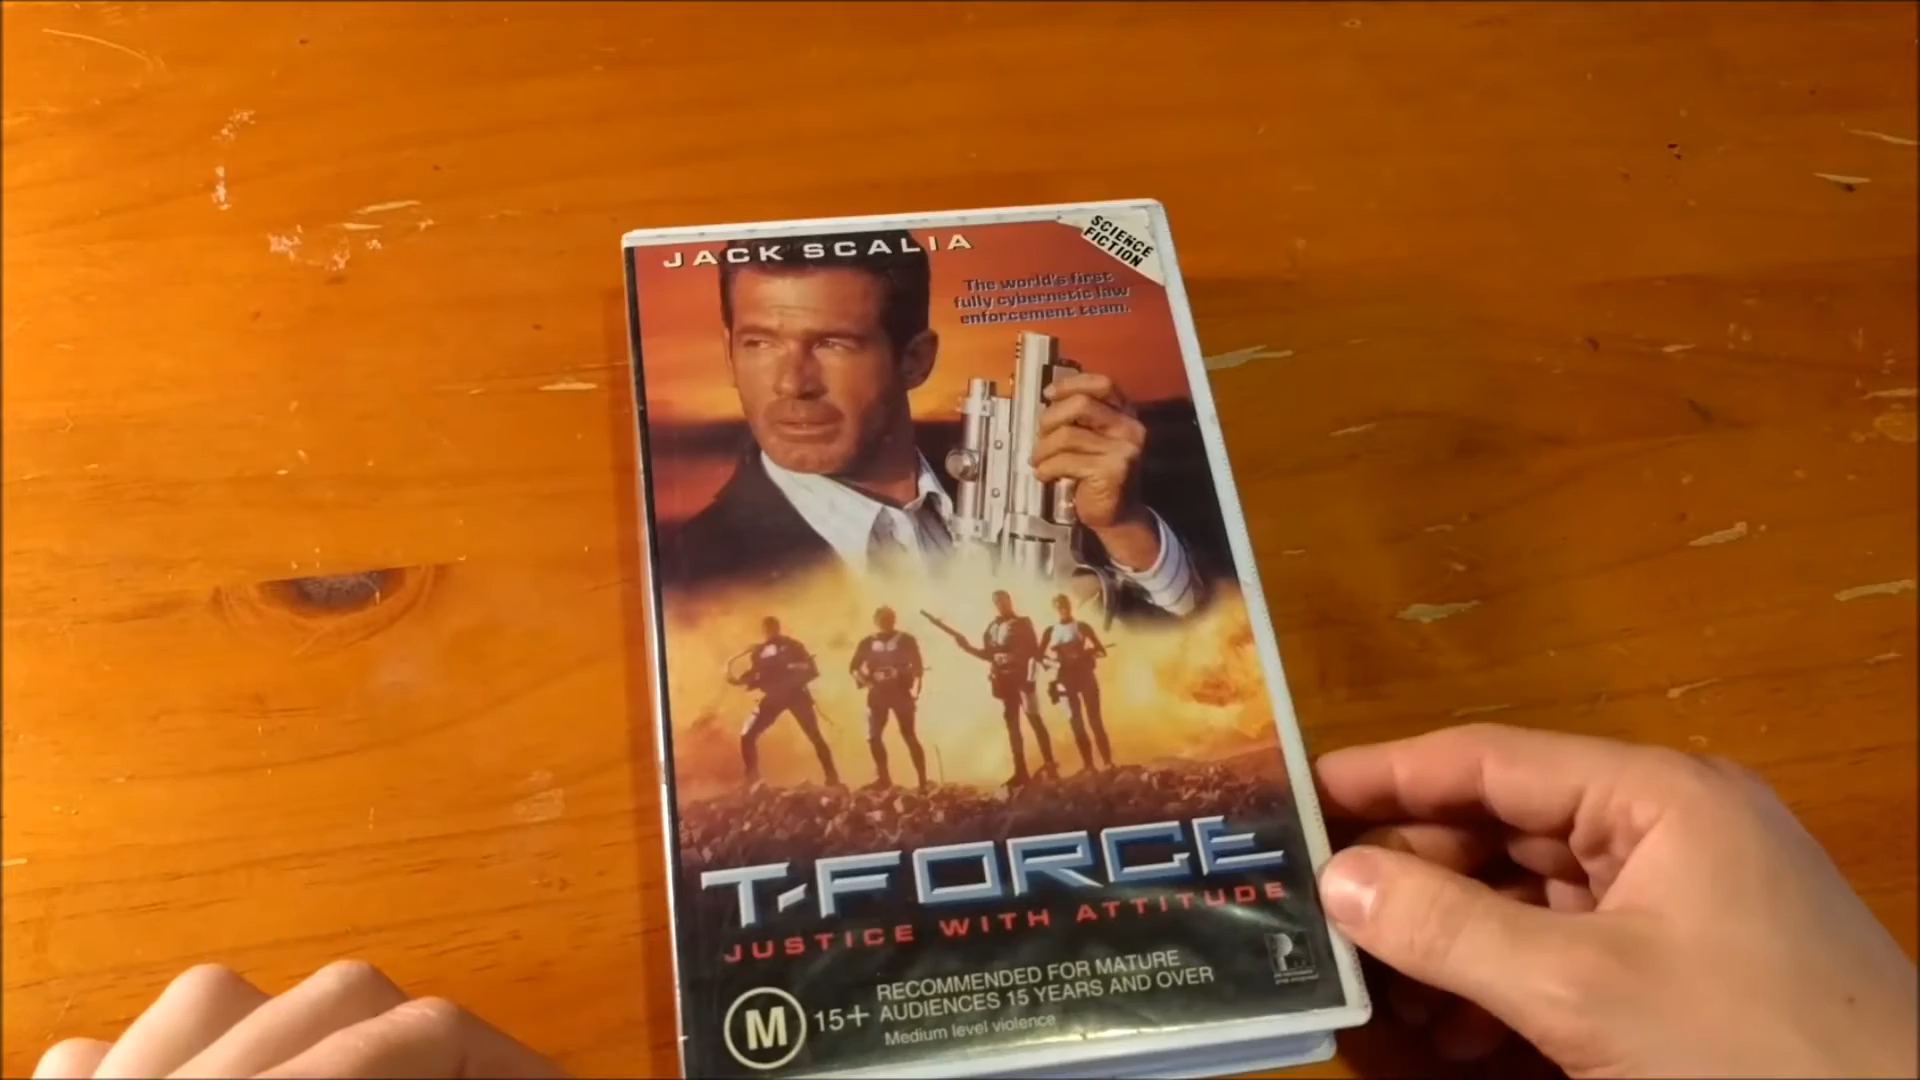 JACK SCALIA
SCIENCE
FICTION
The world's first
fully cybernetic law
enforcement team.
T-FORCE
JUSTICE WITH ATTITUDE
M 15+
RECOMMENDED FOR MATURE
AUDIENCES 15 YEARS AND OVER
Medium level violence